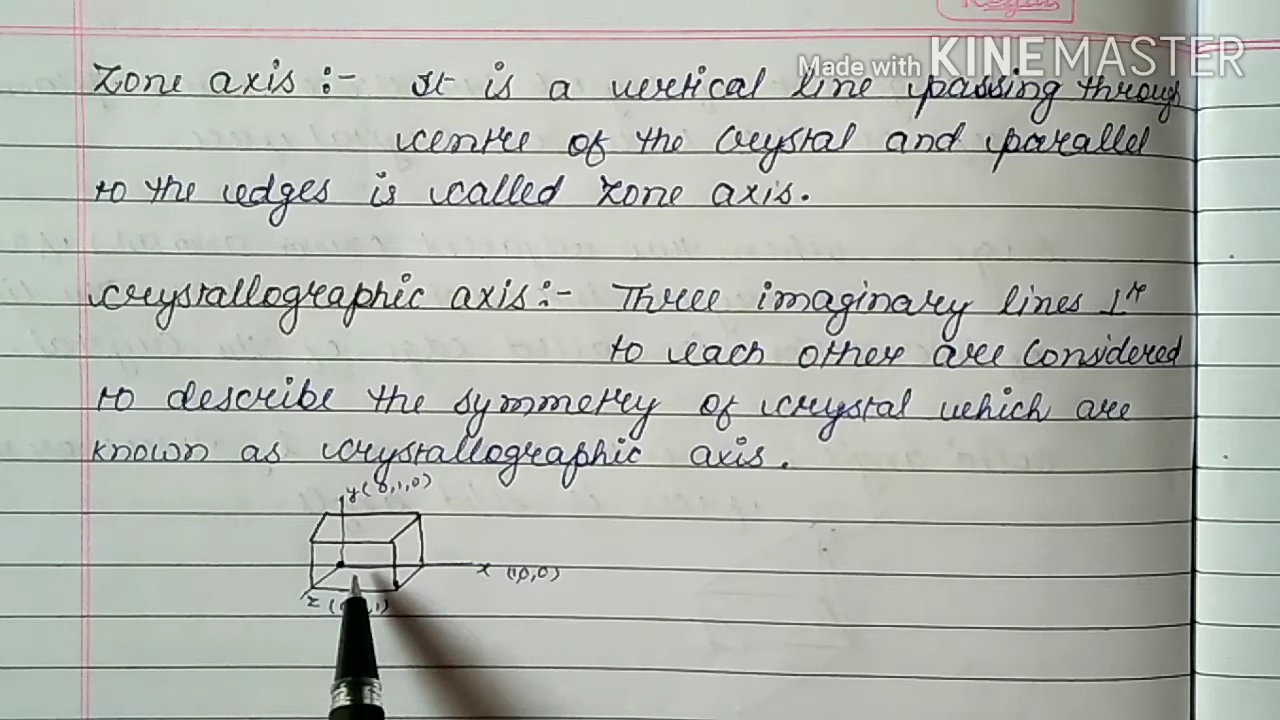 Made with KINEMASTER
Zone axis :- It is a vertical line passing through
centre of the crystal and parallel
to the edges is called zone axis.
crystallographic axis :- Three imaginary lines ⊥r
to each other are considered
to describe the symmetry of crystal which are
known as crystallographic axis.
y(0,1,0)
x (1,0,0)
z (